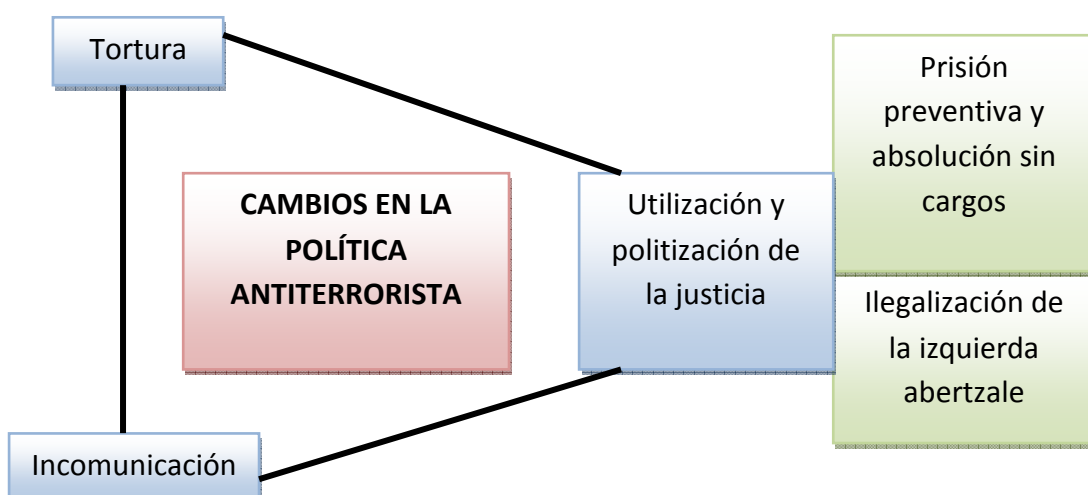 Tortura
Prisión
preventiva y
absolución sin
cargos
CAMBIOS EN LA
POLÍTICA
ANTITERRORISTA
Utilización y
politización de
la justicia
Ilegalización de
la izquierda
abertzale
Incomunicación